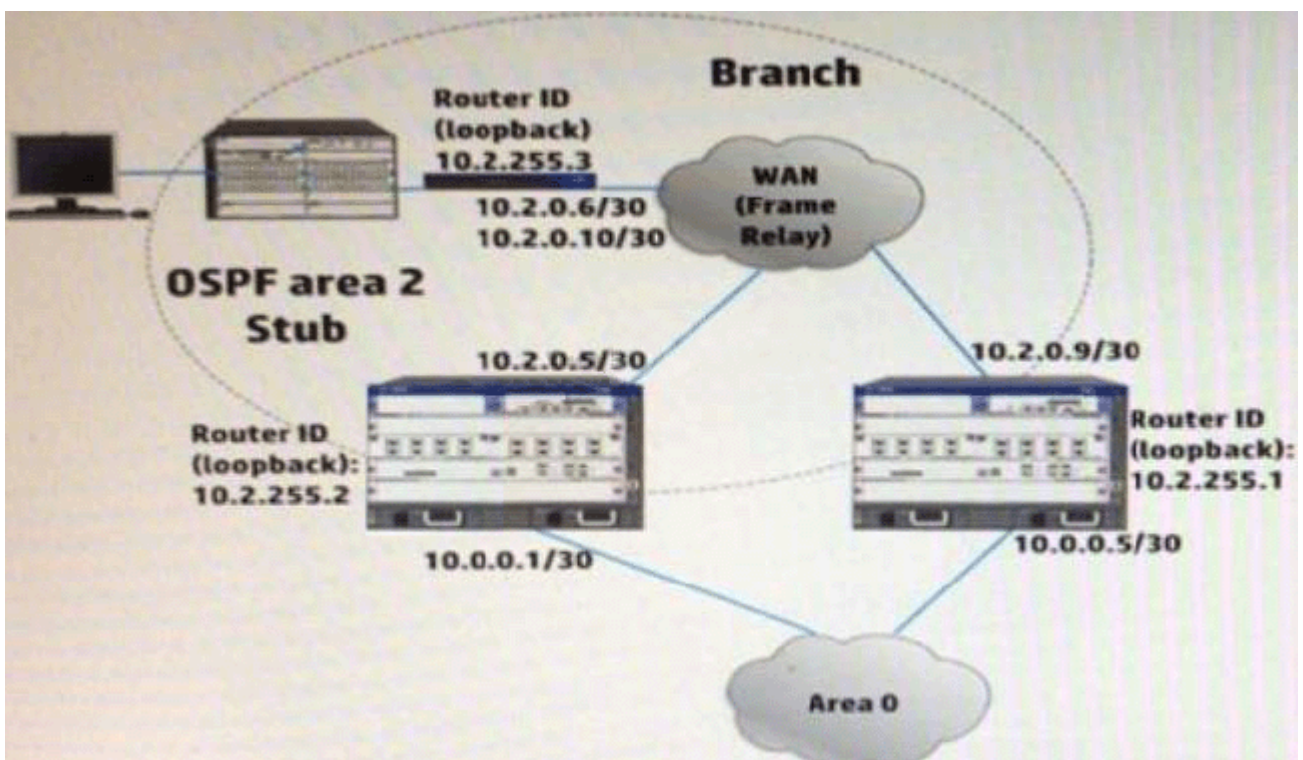 Branch
Router ID
(loopback)
10.2.255.3
WAN
(Frame
Relay)
10.2.0.6/30
10.2.0.10/30
OSPF area 2
Stub
10.2.0.5/30
10.2.0.9/30
Router ID
(loopback):
10.2.255.2
Router ID
(loopback):
10.2.255.1
10.0.0.1/30
10.0.0.5/30
Area 0